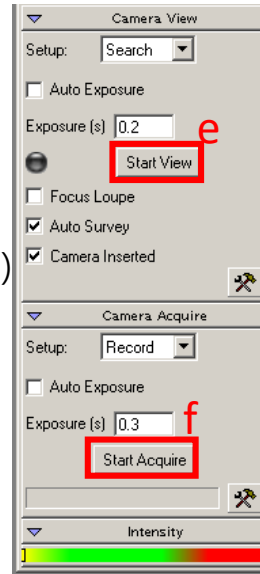 Camera View
Setup: Search
Auto Exposure
Exposure (s) 0.2
e
Start View
Focus Loupe
Auto Survey
) Camera Inserted
Camera Acquire
Setup: Record
Auto Exposure
Exposure (s) 0.3
f
Start Acquire
Intensity